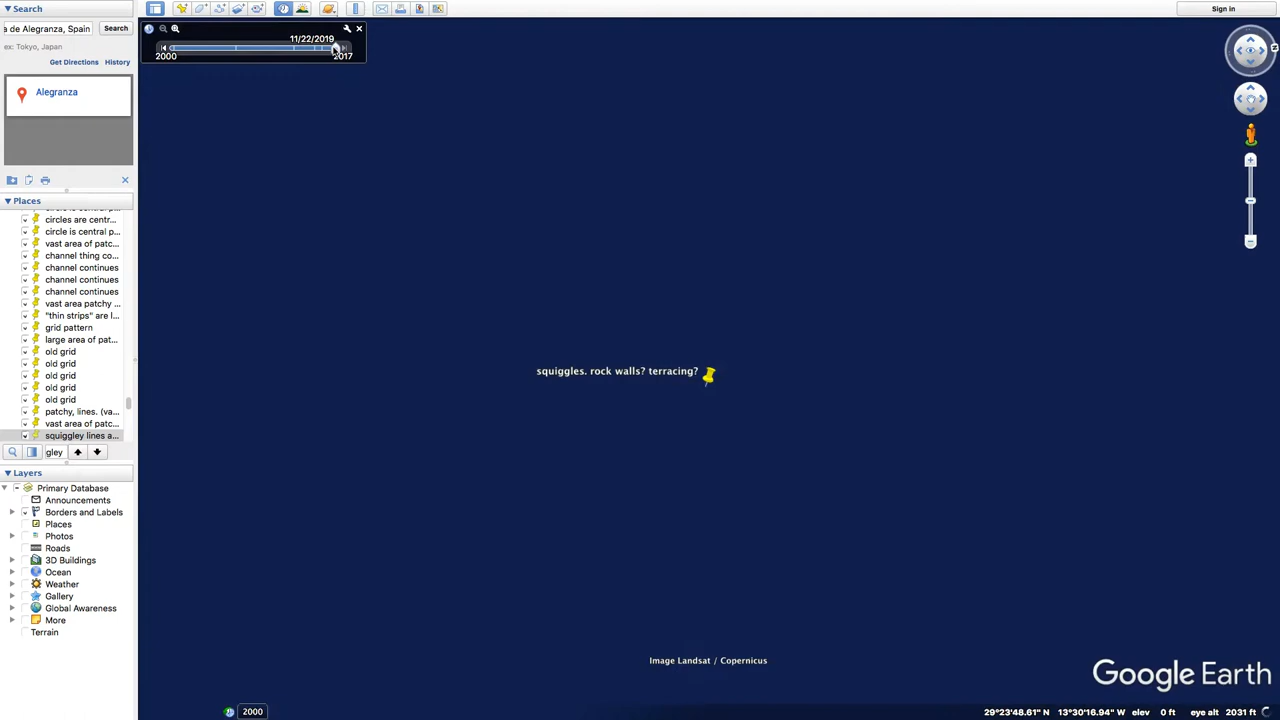 Search
a de Alegranza, Spain
Search
ex: Tokyo, Japan
Get Directions
History
Alegranza
Places
circles are centr...
circle is central p...
vast area of patc...
channel thing co...
channel continues
channel continues
channel continues
vast area patchy ...
"thin strips" are l...
grid pattern
large area of pat...
old grid
old grid
old grid
old grid
old grid
patchy, lines. (va...
vast area of patc...
squiggley lines a...
gley
Layers
Primary Database
Announcements
Borders and Labels
Places
Photos
Roads
3D Buildings
Ocean
Weather
Gallery
Global Awareness
More
Terrain
11/22/2019
2000
2017
Sign in
N
squiggles. rock walls? terracing?
Image Landsat / Copernicus
Google Earth
2000
29°23'48.61" N 13°30'16.94" W elev 0 ft eye alt 2031 ft